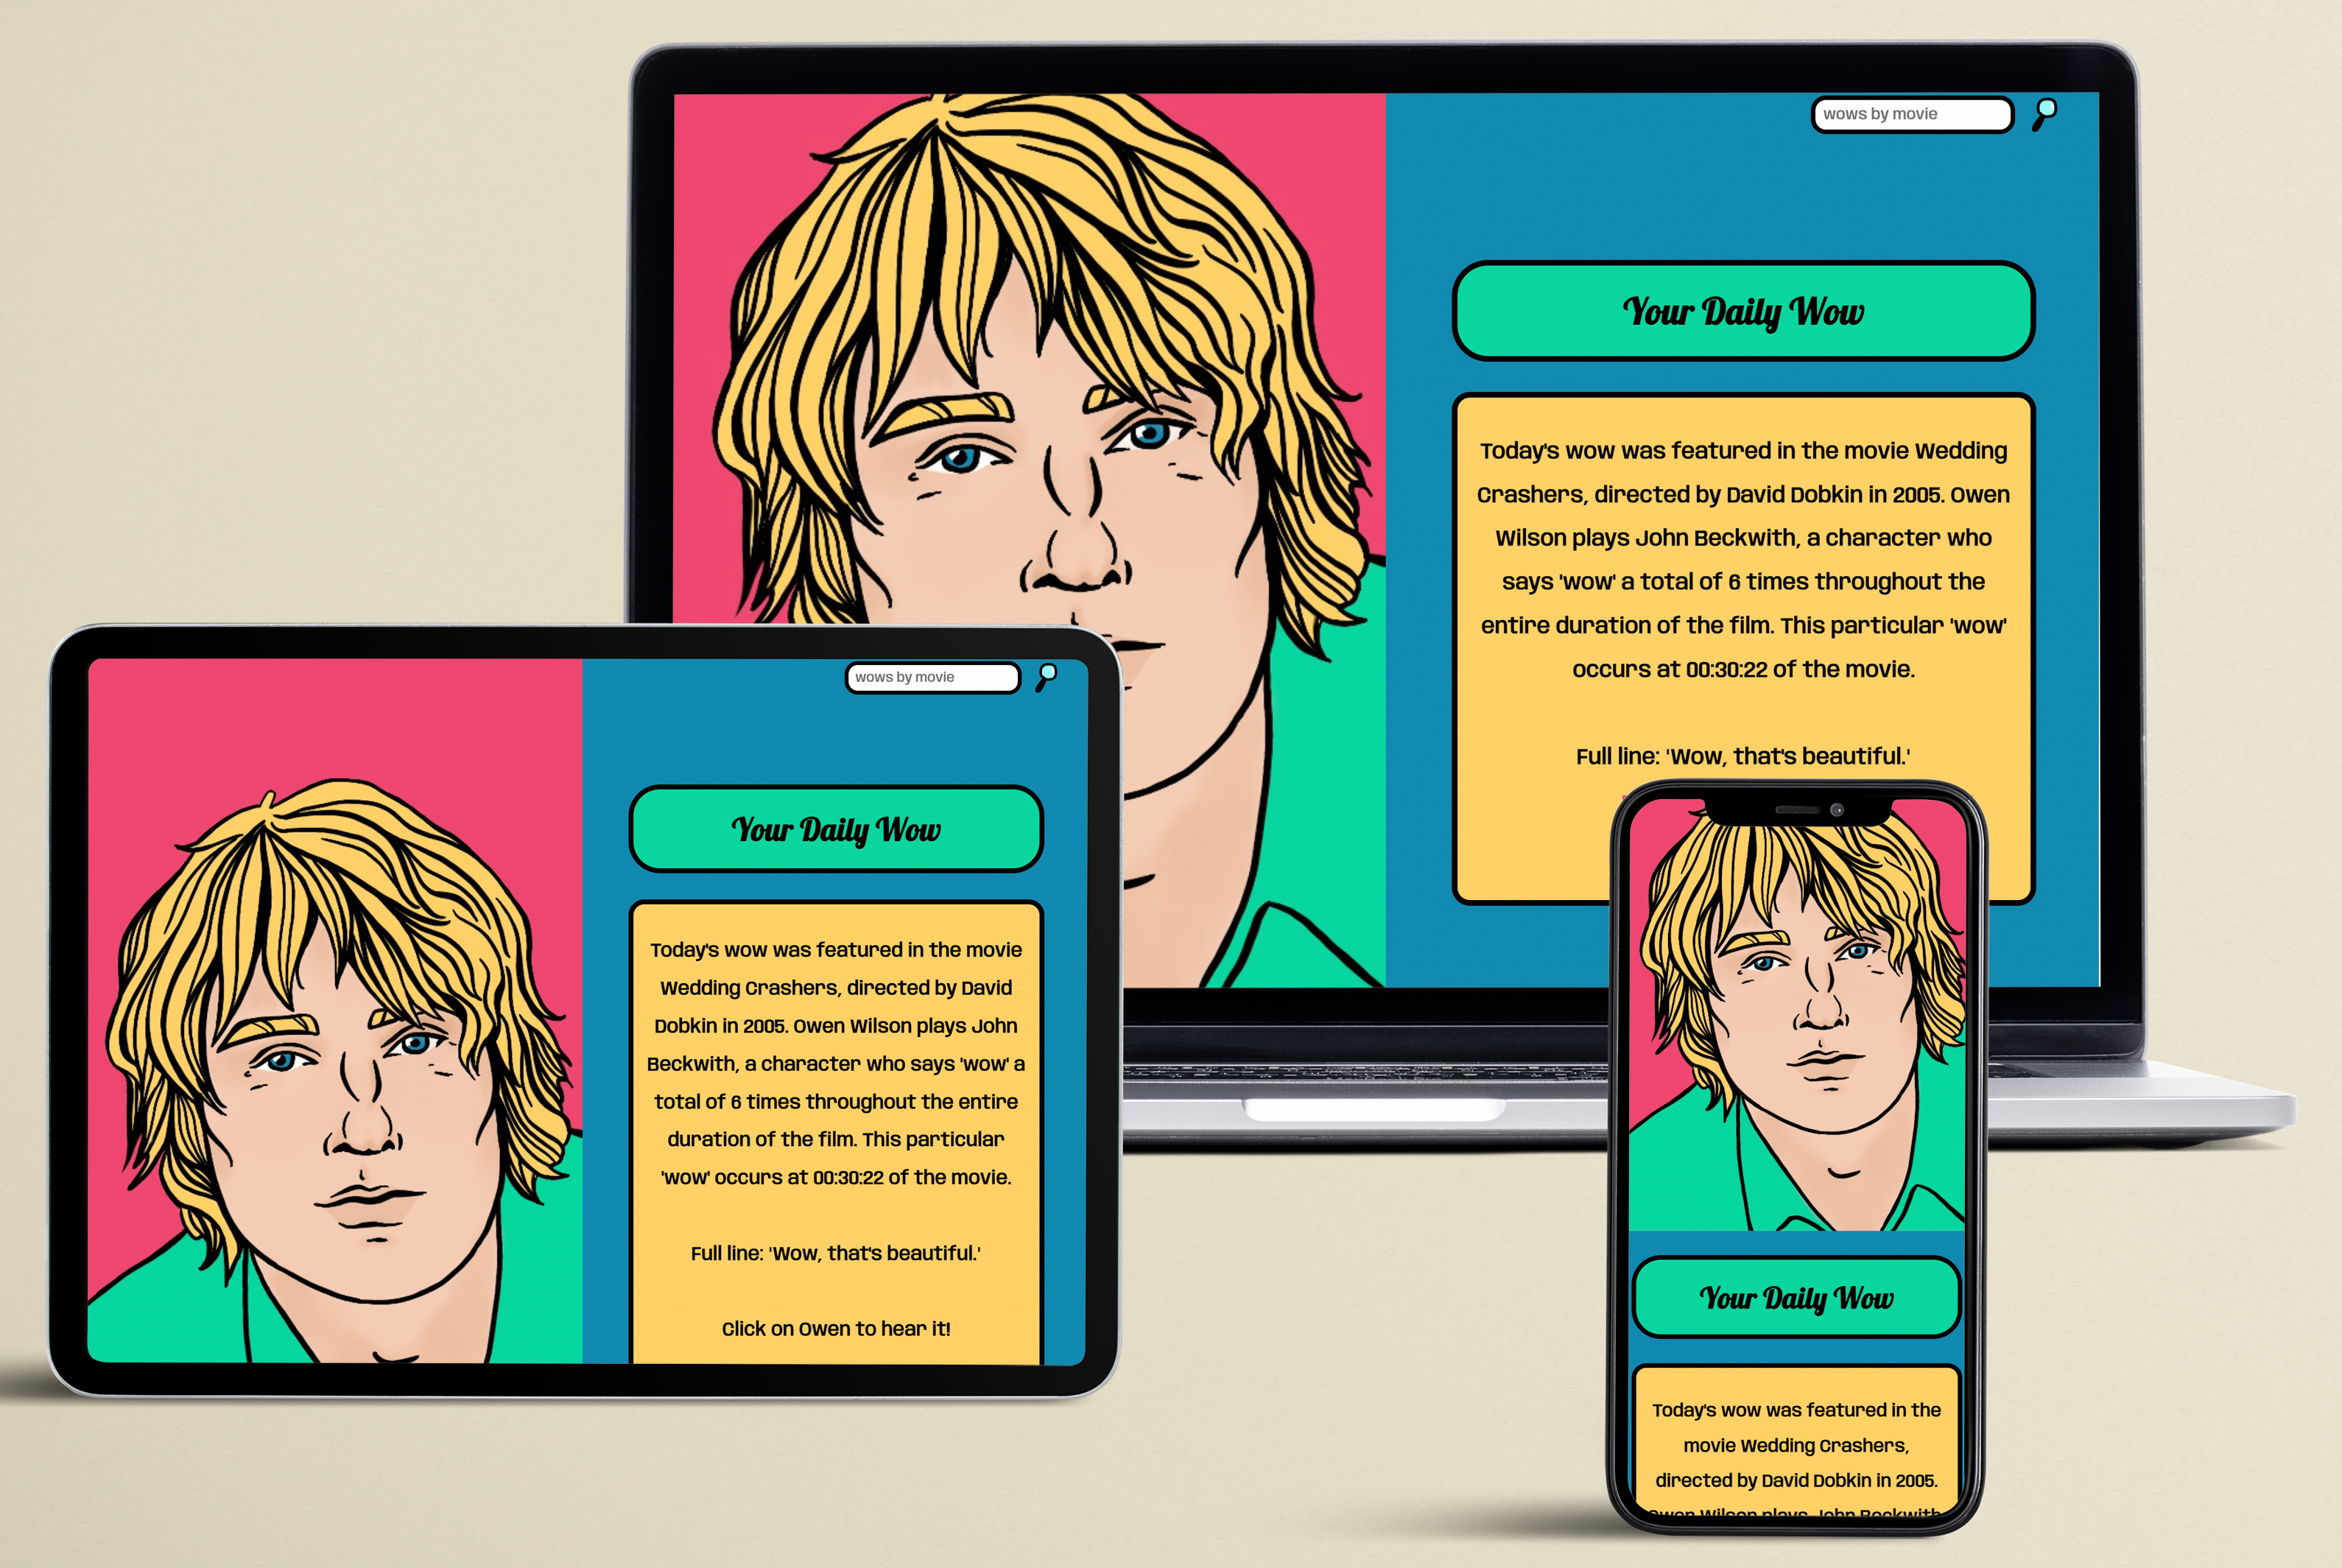 wows by movie
Your Daily Wow
Today's wow was featured in the movie Wedding
Crashers, directed by David Dobkin in 2005. Owen
Wilson plays John Beckwith, a character who
says 'wow' a total of 6 times throughout the
entire duration of the film. This particular 'wow'
occurs at 00:30:22 of the movie.
Full line: 'Wow, that's beautiful.'
wows by movie
Your Daily Wow
Today's wow was featured in the movie
Wedding Crashers, directed by David
Dobkin in 2005. Owen Wilson plays John
Beckwith, a character who says 'wow' a
total of 6 times throughout the entire
duration of the film. This particular
'wow' occurs at 00:30:22 of the movie.
Full line: 'Wow, that's beautiful.'
Click on Owen to hear it!
Your Daily Wow
Today's wow was featured in the
movie Wedding Crashers,
directed by David Dobkin in 2005.
Owen Wilson plays John Beckwith,